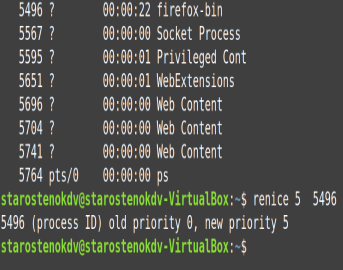 5496 ?        00:00:22 firefox-bin
5567 ?        00:00:00 Socket Process
5595 ?        00:00:01 Privileged Cont
5651 ?        00:00:01 WebExtensions
5696 ?        00:00:00 Web Content
5704 ?        00:00:00 Web Content
5741 ?        00:00:00 Web Content
5764 pts/0    00:00:00 ps
starostenokdv@starostenokdv-VirtualBox:~$ renice 5  5496
5496 (process ID) old priority 0, new priority 5
starostenokdv@starostenokdv-VirtualBox:~$